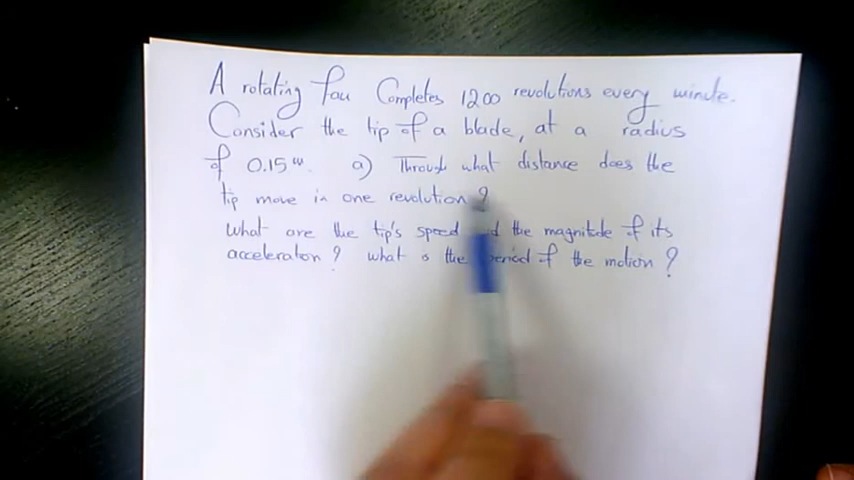 A rotating fan Completes 1200 revolutions every minute.
Consider the tip of a blade, at a radius
of 0.15 m. a) Through what distance does the
tip move in one revolution?
What are the tip's speed and the magnitude of its
acceleration? what is the period of the motion?